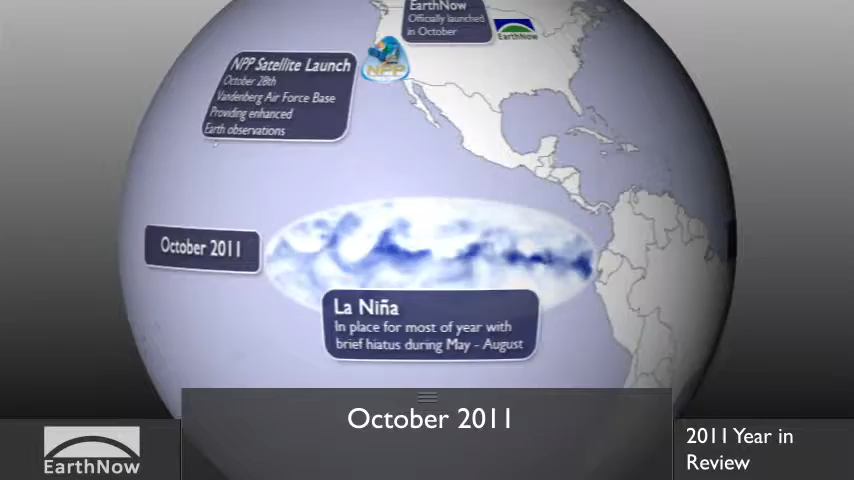 EarthNow
Officially launched
in October
EarthNow
NPP Satellite Launch
October 28th
Vandenberg Air Force Base
Providing enhanced
Earth observations
NPP
October 2011
La Niña
In place for most of year with
brief hiatus during May - August
October 2011
EarthNow
2011 Year in
Review